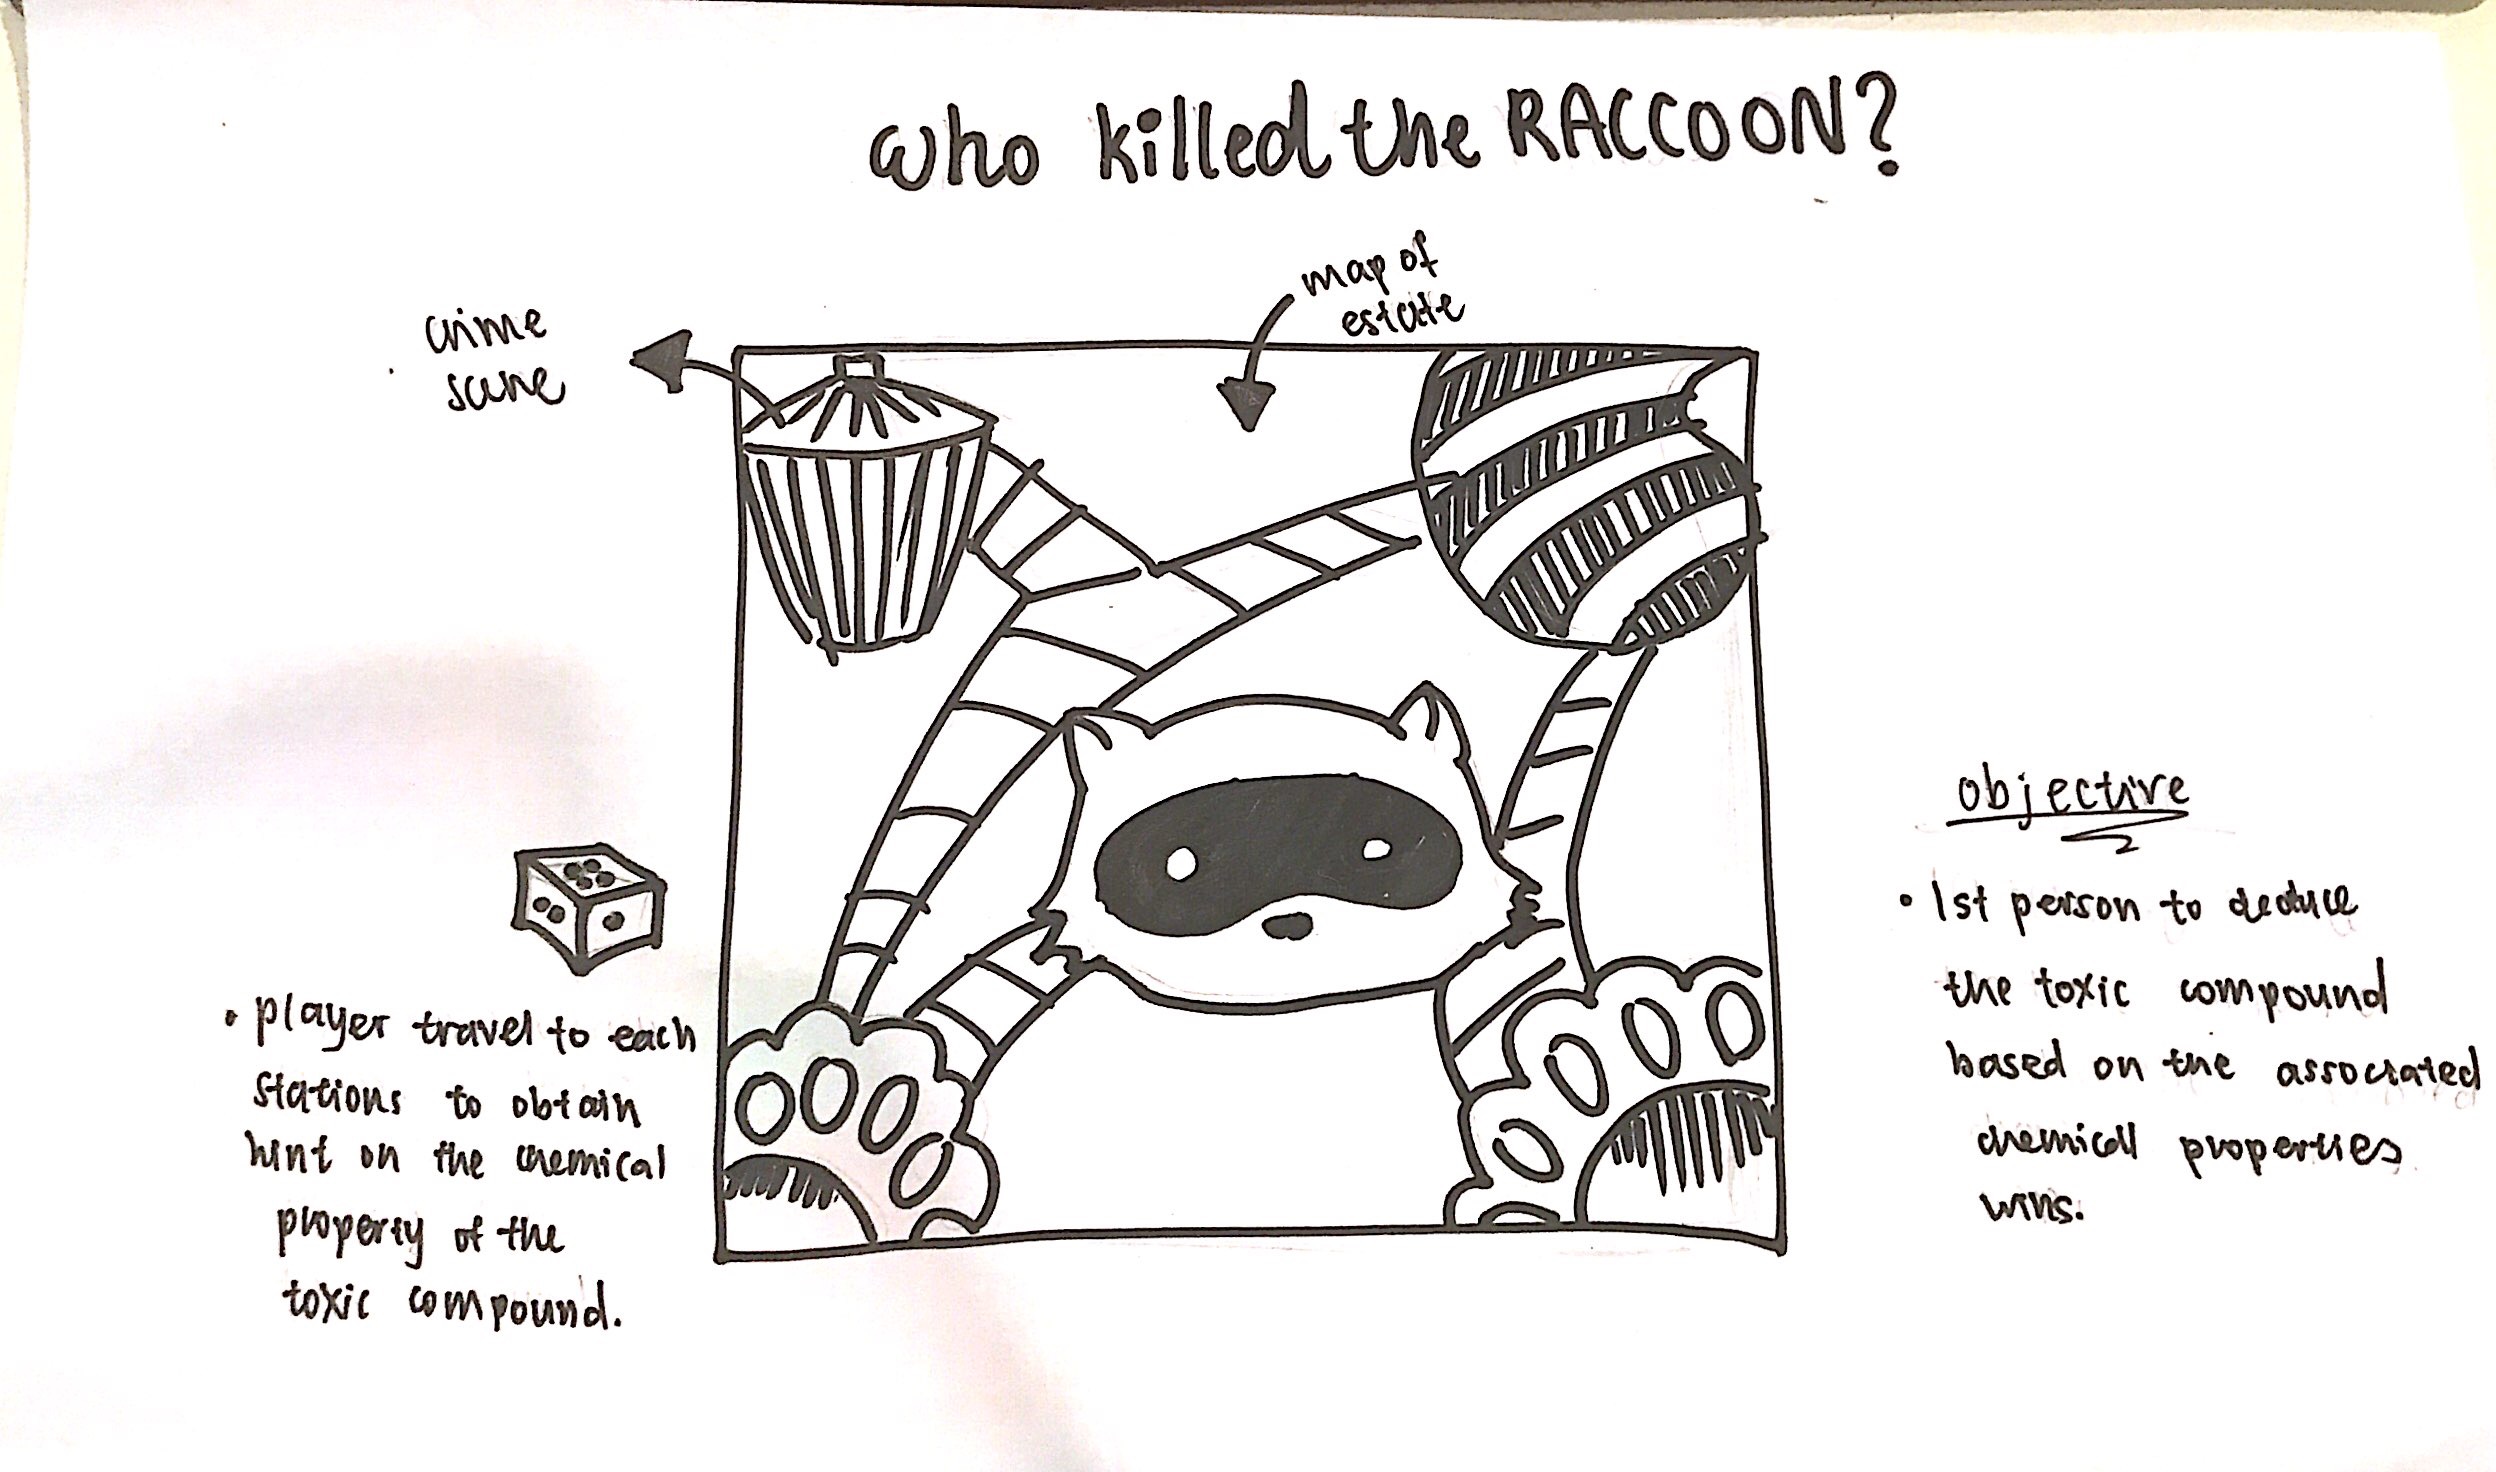 who killed the RACCOON?
crime
scene
map of
estate
• player travel to each
stations to obtain
hint on the chemical
property of the
toxic compound.
objective
• 1st person to deduce
the toxic compound
based on the associated
chemical properties
wins.